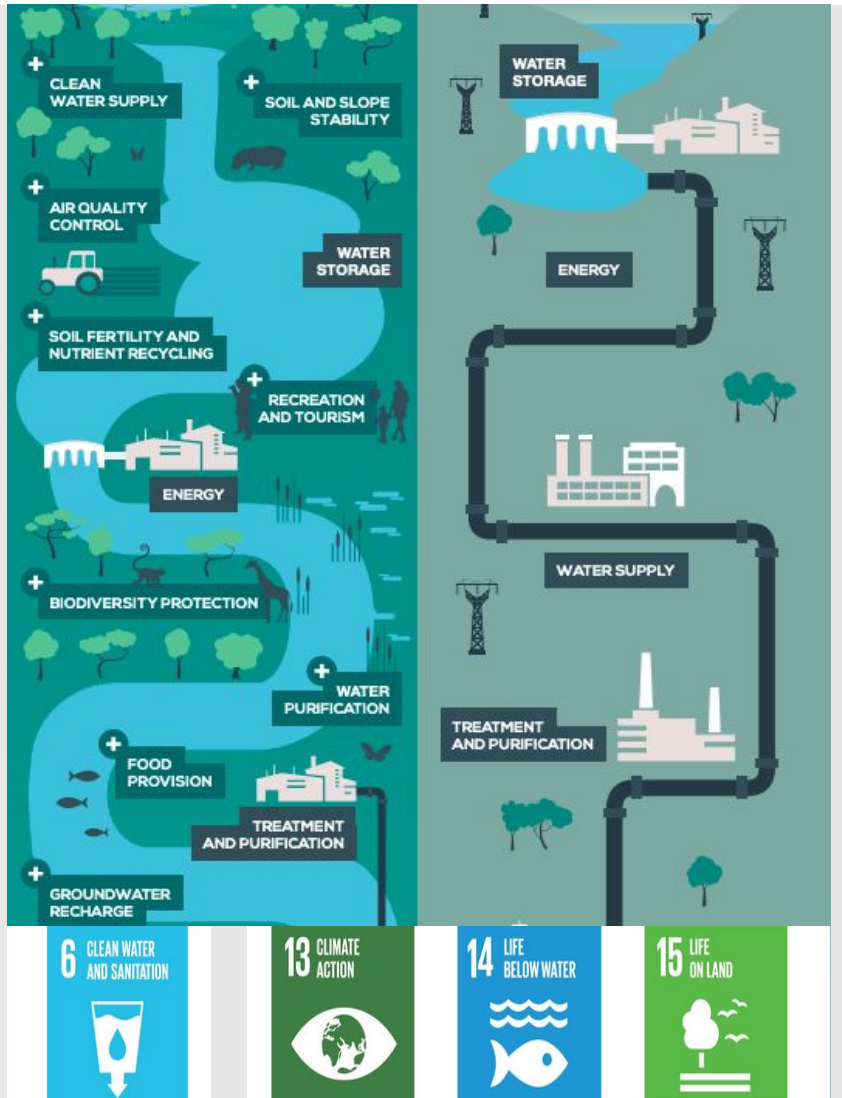 CLEAN
WATER SUPPLY
SOIL AND SLOPE
STABILITY
AIR QUALITY
CONTROL
WATER
STORAGE
SOIL FERTILITY AND
NUTRIENT RECYCLING
RECREATION
AND TOURISM
ENERGY
BIODIVERSITY PROTECTION
WATER
PURIFICATION
FOOD
PROVISION
TREATMENT
AND PURIFICATION
GROUNDWATER
RECHARGE
WATER
STORAGE
ENERGY
WATER SUPPLY
TREATMENT
AND PURIFICATION
6 CLEAN WATER
AND SANITATION
13 CLIMATE
ACTION
14 LIFE
BELOW WATER
15 LIFE
ON LAND